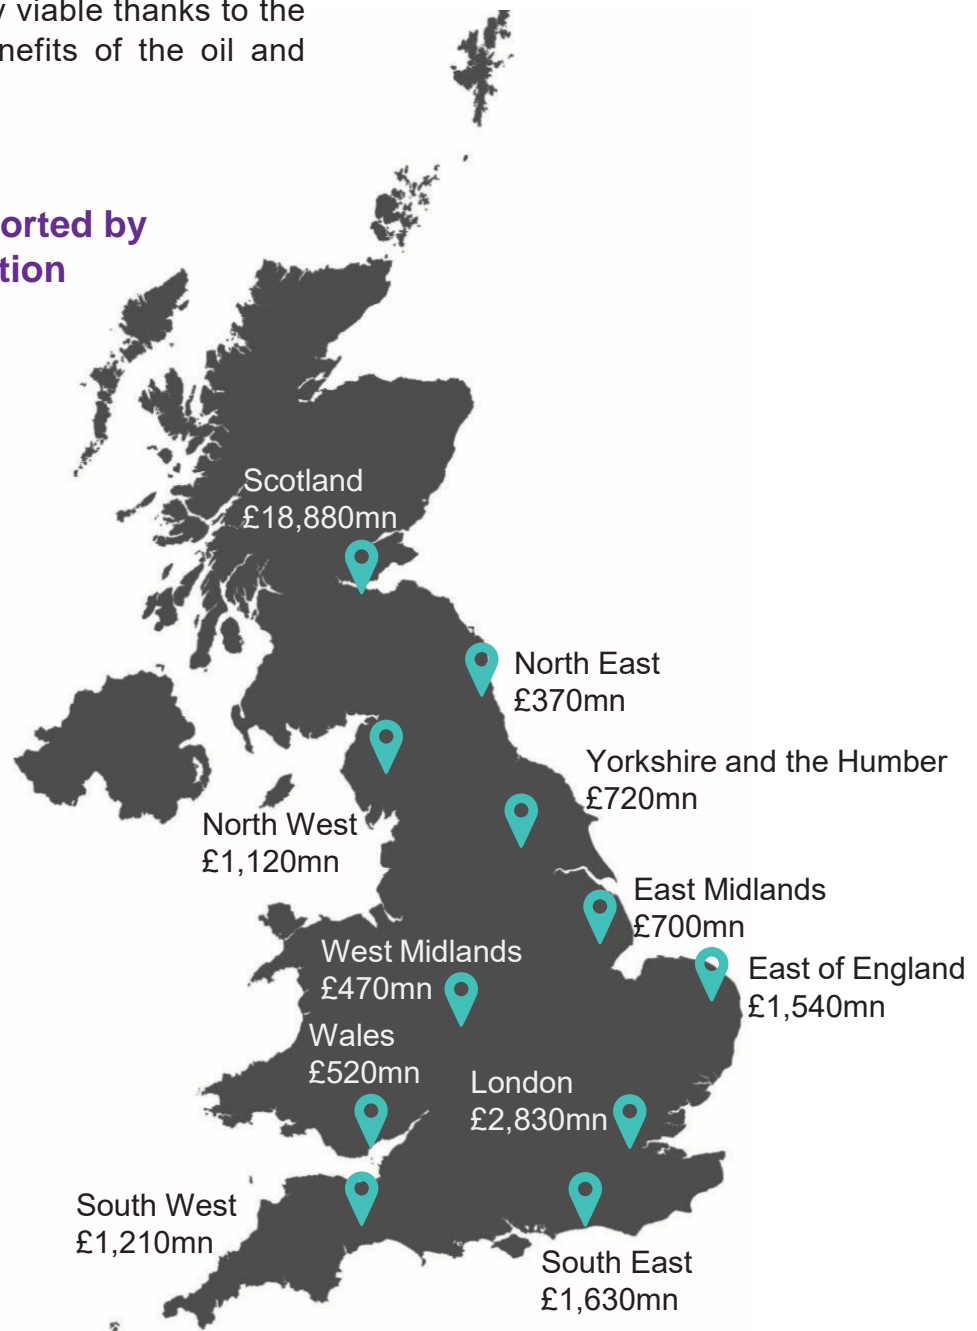 viable thanks to the
nefits of the oil and
orted by
tion
Scotland
£18,880mn
North East
£370mn
Yorkshire and the Humber
£720mn
North West
£1,120mn
East Midlands
£700mn
West Midlands
£470mn
East of England
£1,540mn
Wales
£520mn
London
£2,830mn
South West
£1,210mn
South East
£1,630mn